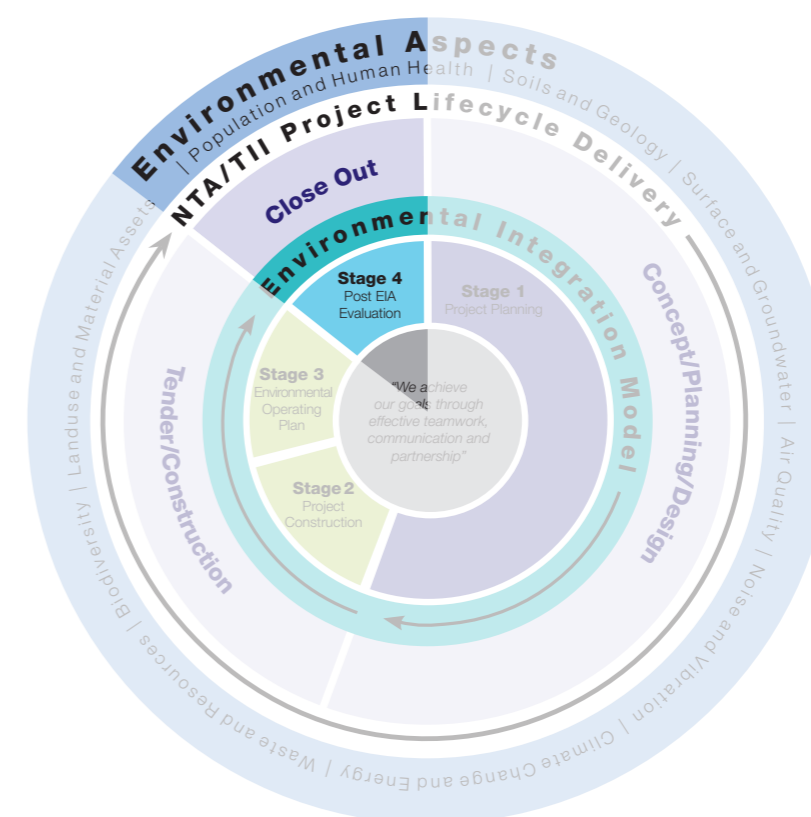 Environmental Aspects
| Population and Human Health | Soils and Geology | Surface and Groundwater | Air Quality | Noise and Vibration | Climate Change and Energy | Waste and Resources | Biodiversity | Landuse and Material Assets
NTA/TII Project Lifecycle Delivery
Close Out
Concept/Planning/Design
Tender/Construction
Environmental Integration Model
Stage 1
Project Planning
Stage 2
Project
Construction
Stage 3
Environmental
Operating
Plan
Stage 4
Post EIA
Evaluation
"We achieve
our goals through
effective teamwork,
communication and
partnership"